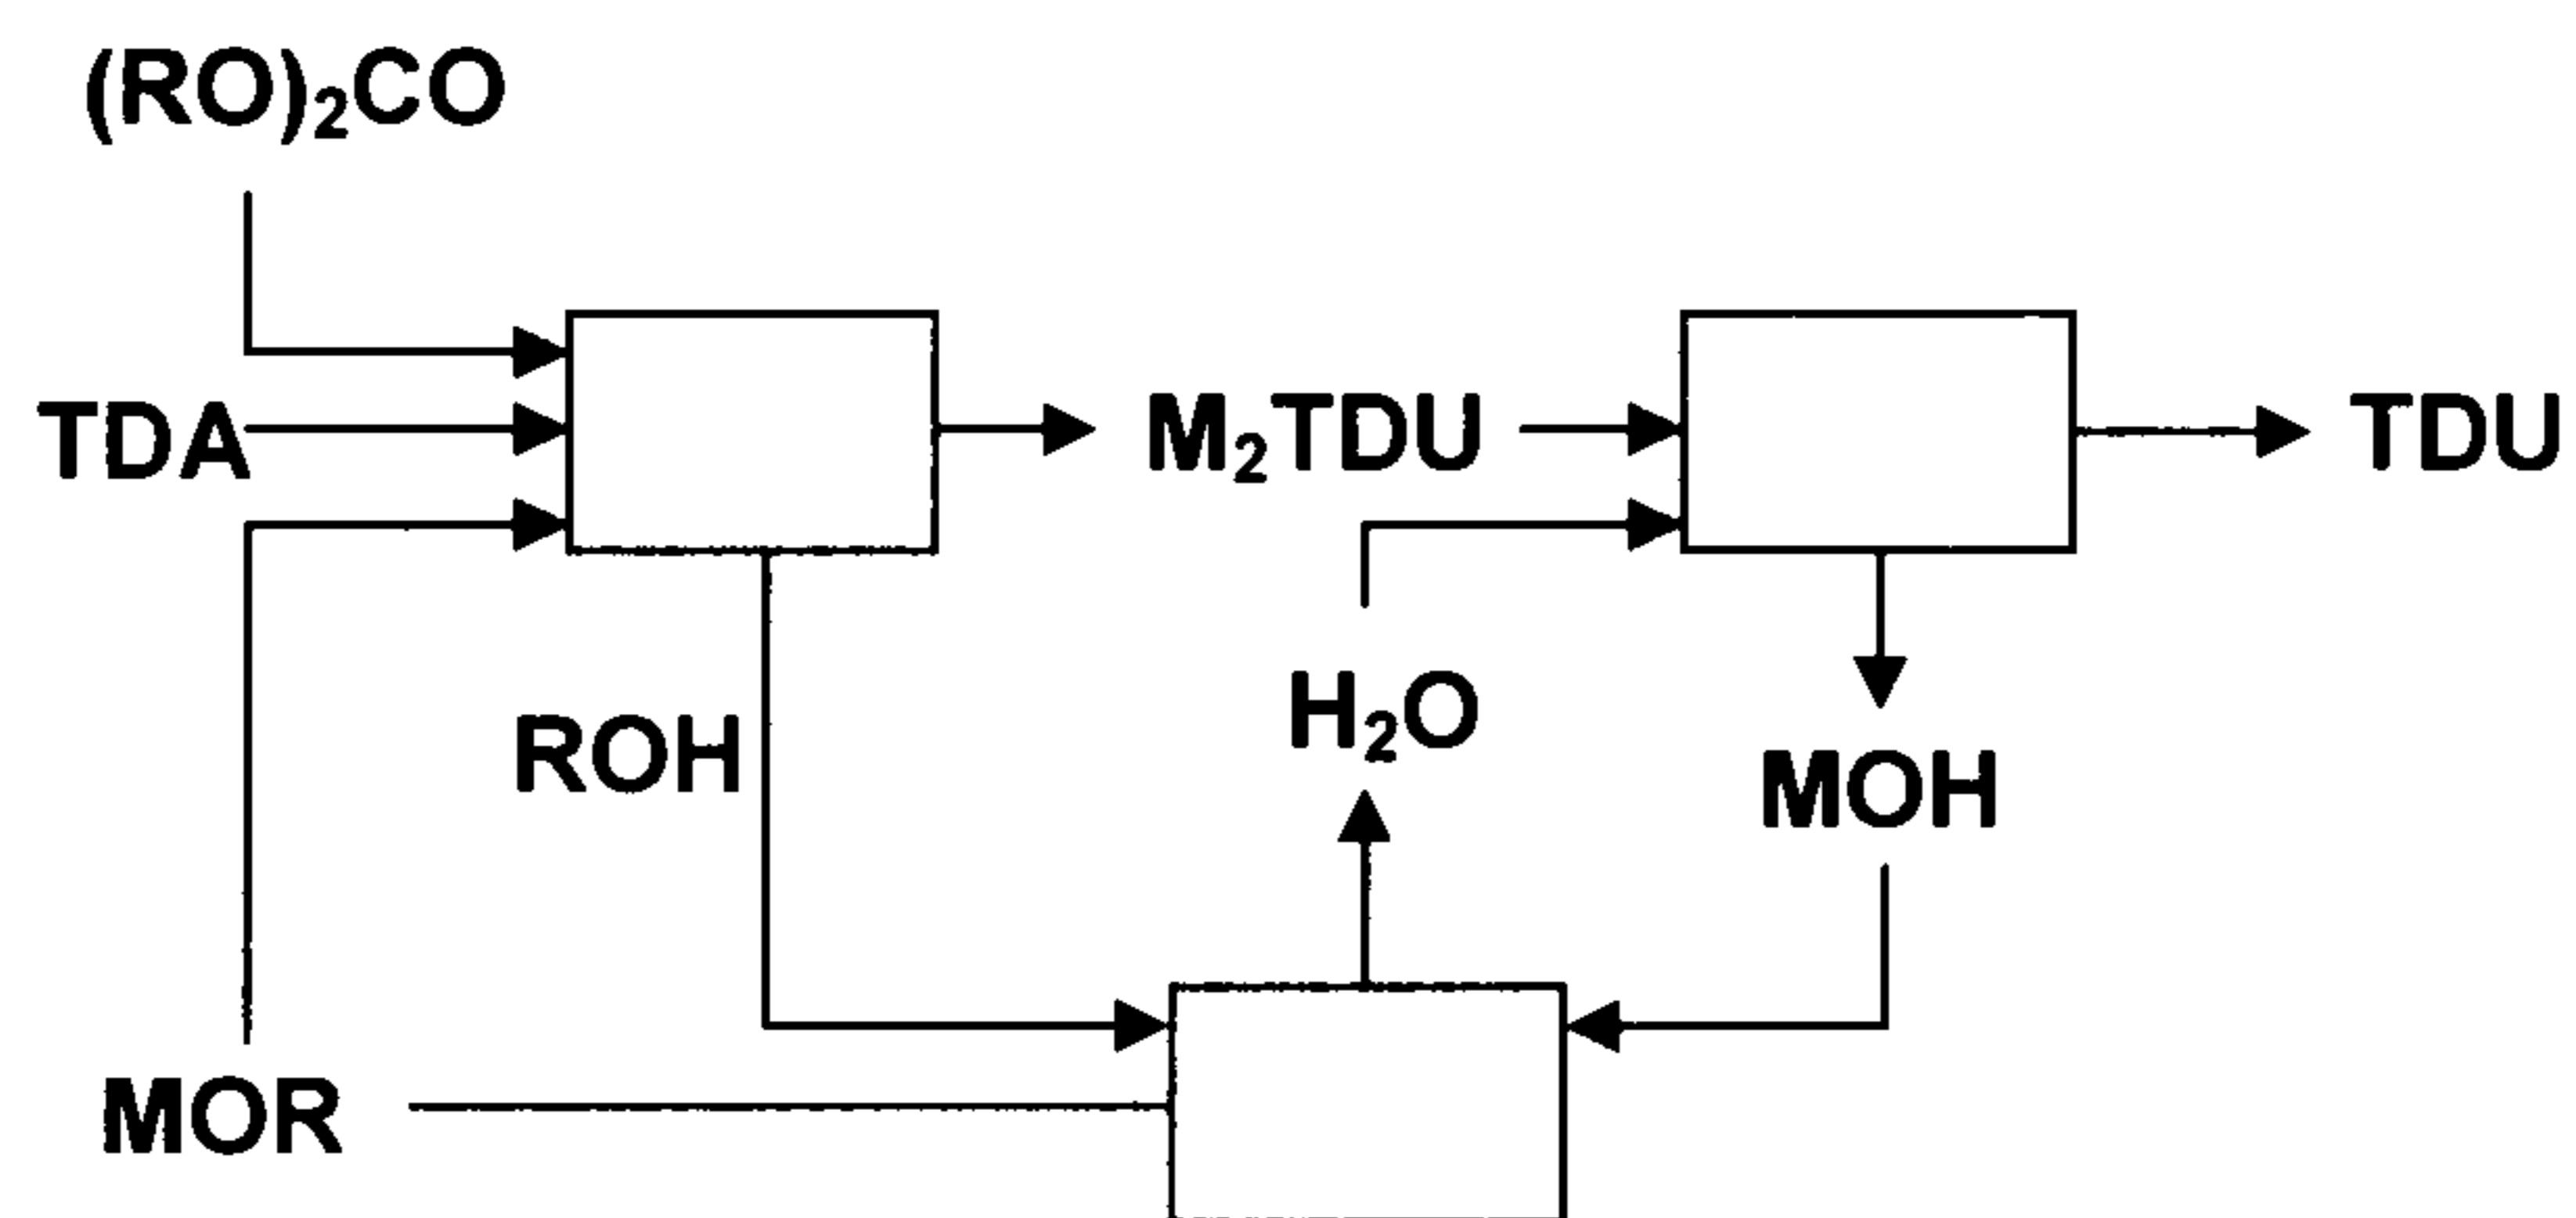 (RO)₂CO
TDA
M₂TDU
TDU
ROH
H₂O
MOH
MOR